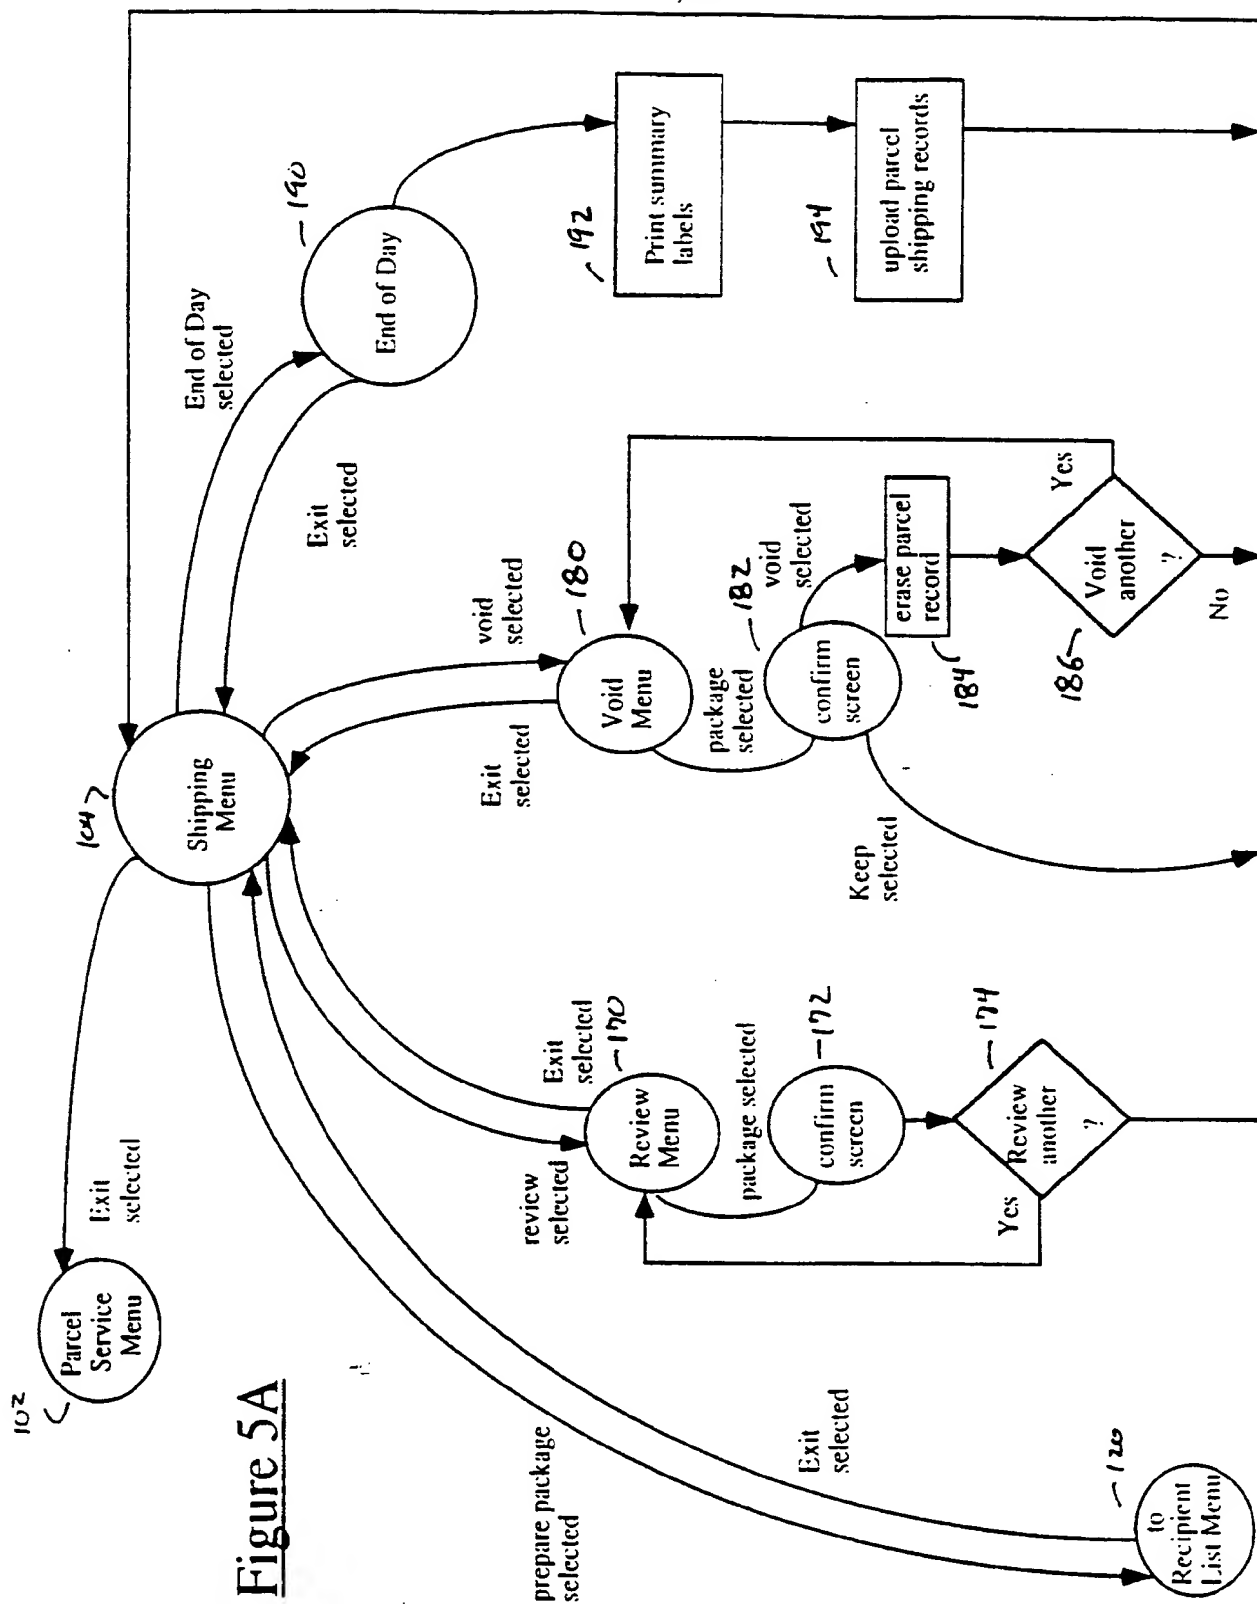 Figure 5A
102
Parcel
Service
Menu
Exit
selected
104
Shipping
Menu
End of Day
selected
Exit
selected
190
End of Day
192
Print summary
labels
194
upload parcel
shipping records
void
selected
Exit
selected
180
Void
Menu
package
selected
182
confirm
screen
void
selected
184
erase parcel
record
186
Void
another
?
Yes
No
Keep
selected
review
selected
Exit
selected
170
Review
Menu
package selected
172
confirm
screen
174
Review
another
?
Yes
prepare package
selected
Exit
selected
120
to
Recipient
List Menu